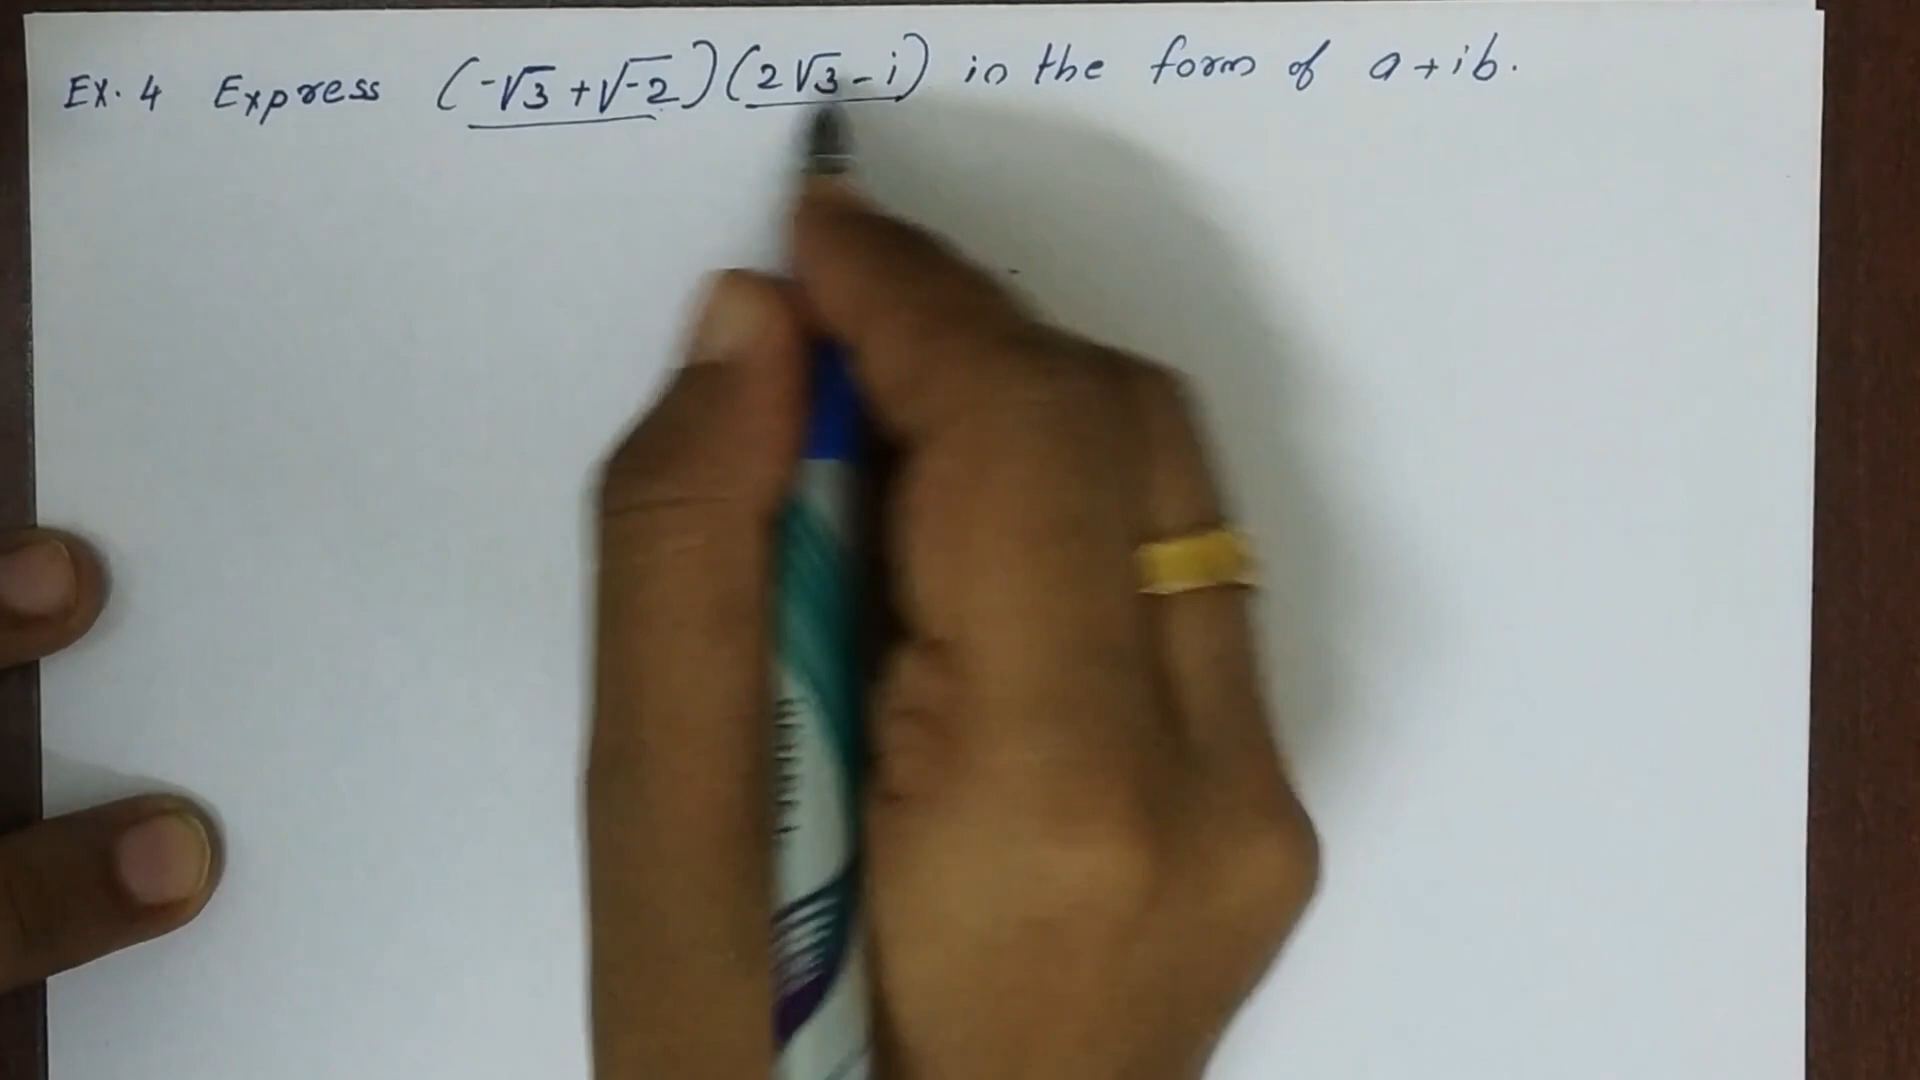 Ex. 4 Express (-√3 + √-2) (2√3 - i) in the form of a + ib.